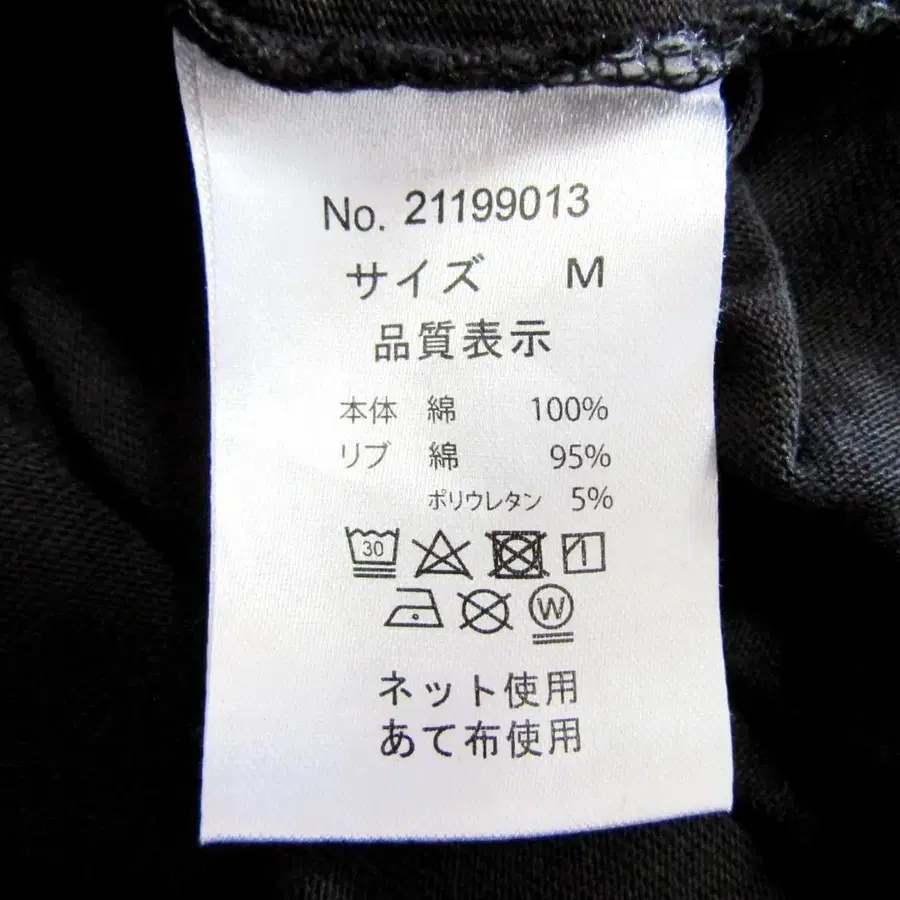 No. 21199013
サイズ M
品質表示
本体 綿 100%
リブ 綿 95%
ポリウレタン 5%
30
W
ネット使用
あて布使用